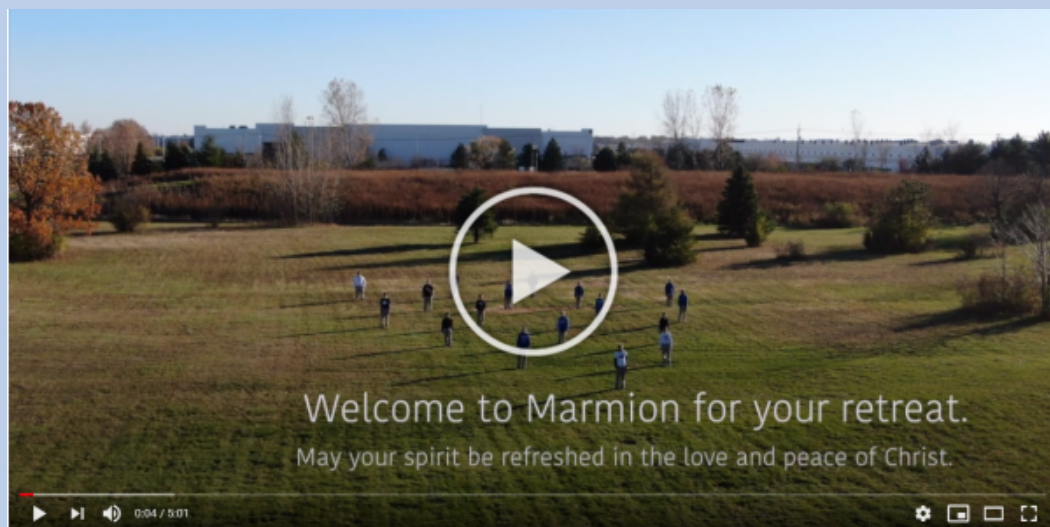 Welcome to Marmion for your retreat.
May your spirit be refreshed in the love and peace of Christ.
0:04 / 5:01